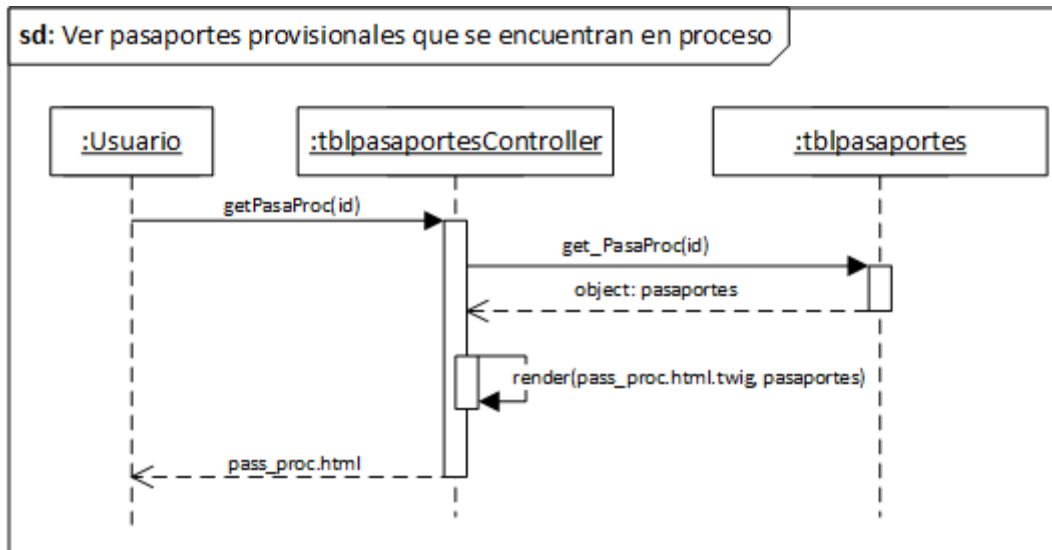 sd: Ver pasaportes provisionales que se encuentran en proceso
:Usuario
:tblpasaportesController
:tblpasaportes
getPasaProc(id)
get_PasaProc(id)
object: pasaportes
render(pass_proc.html.twig, pasaportes)
pass_proc.html